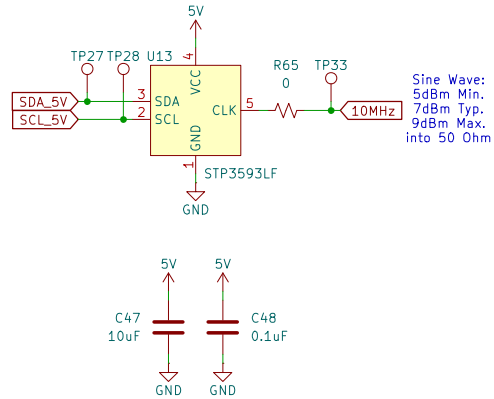 5V
TP27 TP28 U13
4
VCC
R65
0
TP33
Sine Wave:
5dBm Min.
7dBm Typ.
9dBm Max.
into 50 Ohm
SDA_5V
3
SDA
SCL_5V
2
SCL
CLK
5
10MHz
GND
1
STP3593LF
GND
5V
5V
C47
10uF
C48
0.1uF
GND
GND